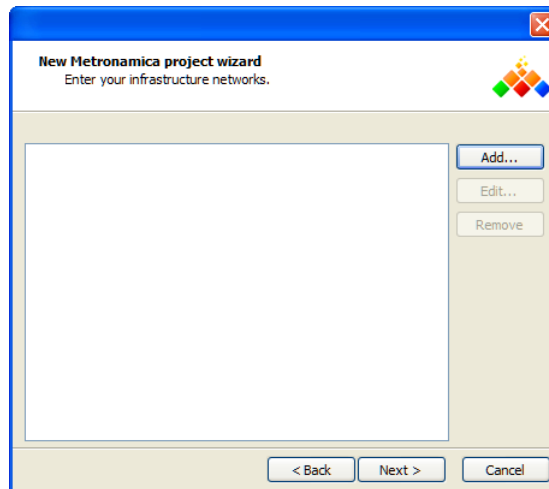 New Metronamica project wizard
Enter your infrastructure networks.
Add...
Edit...
Remove
< Back
Next >
Cancel